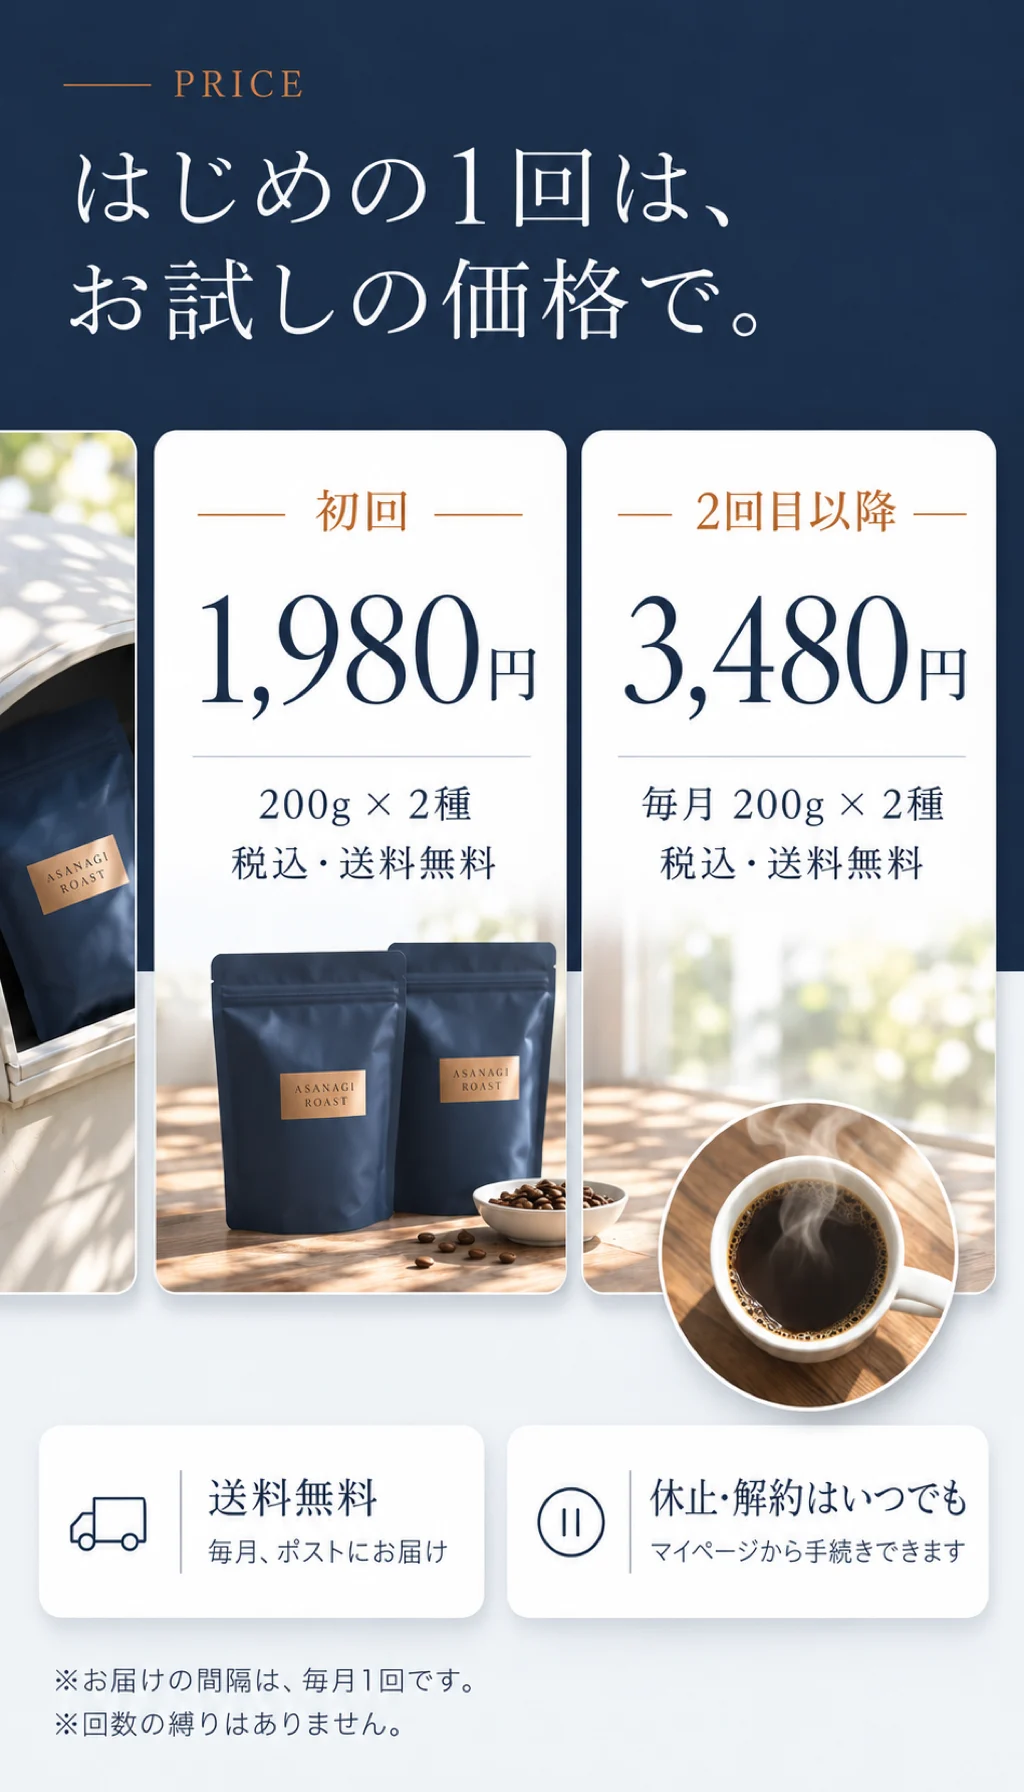 PRICE
はじめの1回は、
お試しの価格で。
初回
1,980円
200g × 2種
税込・送料無料
2回目以降
3,480円
毎月 200g × 2種
税込・送料無料
ASANAGI
ROAST
ASANAGI
ROAST
ASANAGI
ROAST
送料無料
毎月、ポストにお届け
休止・解約はいつでも
マイページから手続きできます
※お届けの間隔は、毎月1回です。
※回数の縛りはありません。